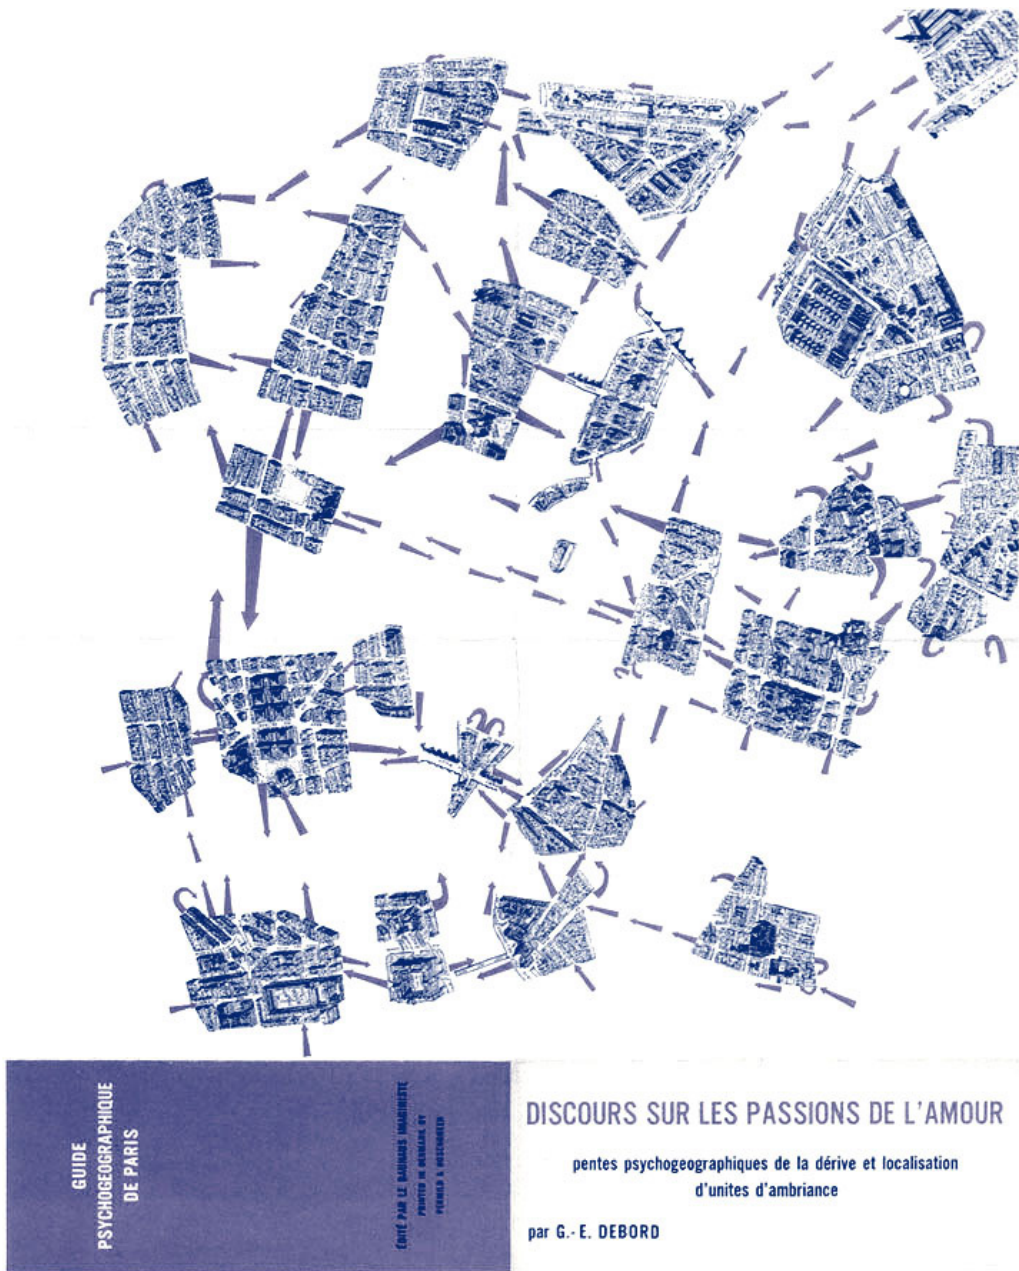 GUIDE
PSYCHOGEOGRAPHIQUE
DE PARIS
ÉDITÉ PAR LE BAUHAUS IMAGINISTE
PRINTED IN DENMARK BY
PERMILD & ROSENGREEN
DISCOURS SUR LES PASSIONS DE L'AMOUR
pentes psychogeographiques de la dérive et localisation
d'unites d'ambriance
par G.-E. DEBORD